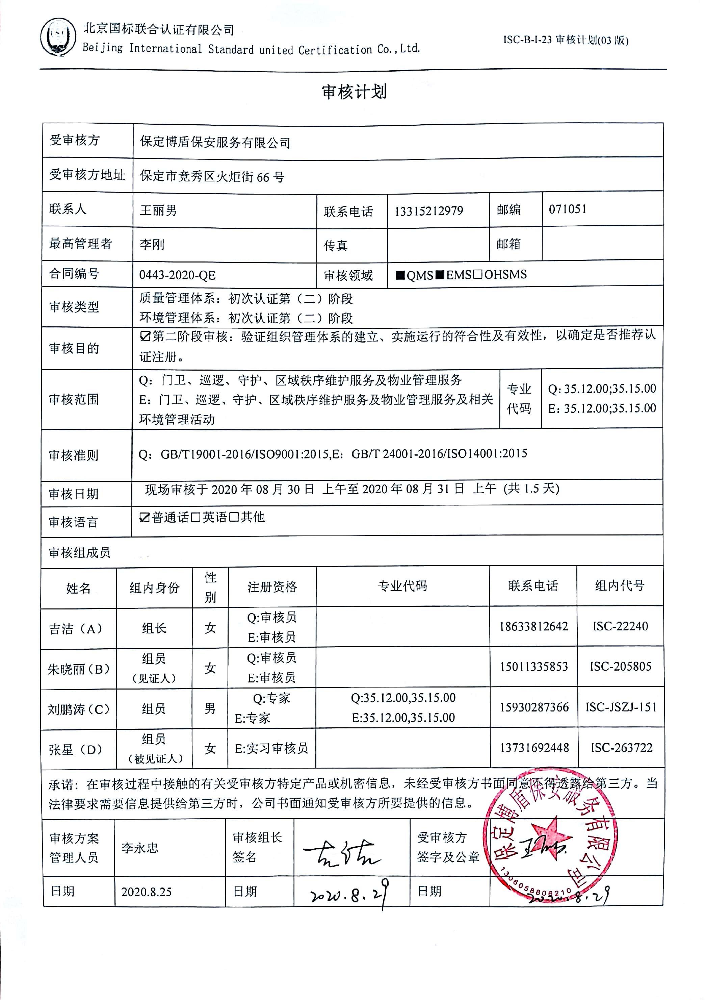 ISC
北京国标联合认证有限公司
Beijing International Standard united Certification Co.,Ltd.
ISC-B-I-23 审核计划(03 版)
审核计划
受审核方 保定博盾保安服务有限公司
受审核方地址 保定市竞秀区火炬街 66 号
联系人 王丽男 联系电话 13315212979 邮编 071051
最高管理者 李刚 传真 邮箱
合同编号 0443-2020-QE 审核领域 ■QMS■EMS□OHSMS
审核类型
质量管理体系：初次认证第（二）阶段
环境管理体系：初次认证第（二）阶段
审核目的
☑第二阶段审核：验证组织管理体系的建立、实施运行的符合性及有效性，以确定是否推荐认
证注册。
审核范围
Q：门卫、巡逻、守护、区域秩序维护服务及物业管理服务
E：门卫、巡逻、守护、区域秩序维护服务及物业管理服务及相关
环境管理活动
专业
代码
Q: 35.12.00;35.15.00
E: 35.12.00;35.15.00
审核准则 Q：GB/T19001-2016/ISO9001:2015,E：GB/T 24001-2016/ISO14001:2015
审核日期 现场审核于 2020 年 08 月 30 日 上午至 2020 年 08 月 31 日 上午 (共 1.5 天)
审核语言 ☑普通话□英语□其他
审核组成员
姓名 组内身份 性别 注册资格 专业代码 联系电话 组内代号
吉洁（A） 组长 女 Q:审核员 E:审核员 18633812642 ISC-22240
朱晓丽（B） 组员（见证人） 女 Q:审核员 E:审核员 15011335853 ISC-205805
刘鹏涛（C） 组员 男 Q:专家 E:专家 Q:35.12.00,35.15.00 E:35.12.00,35.15.00 15930287366 ISC-JSZJ-151
张星（D） 组员（被见证人） 女 E:实习审核员 13731692448 ISC-263722
承诺：在审核过程中接触的有关受审核方特定产品或机密信息，未经受审核方书面同意不得透露给第三方。当
法律要求需要信息提供给第三方时，公司书面通知受审核方所要提供的信息。
审核方案
管理人员
李永忠
审核组长
签名
吉洁
受审核方
签字及公章
保定博盾保安服务有限公司
1306058806210
日期 2020.8.25 日期 2020.8.29 日期 2020.8.29